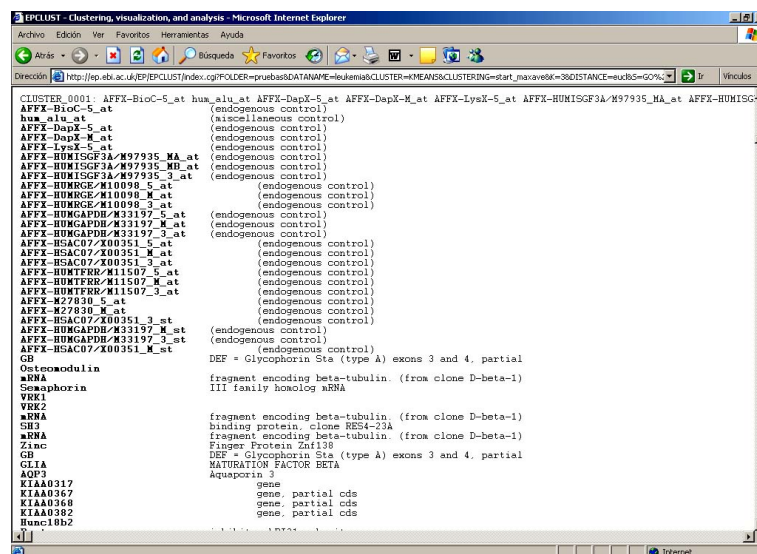 EPCLUST - Clustering, visualization, and analysis - Microsoft Internet Explorer
Archivo Edición Ver Favoritos Herramientas Ayuda
Atrás Búsqueda Favoritos
Dirección http://ep.ebi.ac.uk/EP/EPCLUST/index.cgi?FOLDER=pruebas&DATANAME=leukemia&CLUSTER=KMEANS&CLUSTERING=start_maxave&K=3&DISTANCE=eucl&S=GO% Ir Vínculos
CLUSTER_0001: AFFX-BioC-5_at hum_alu_at AFFX-DapX-5_at AFFX-DapX-M_at AFFX-LysX-5_at AFFX-HUMISGF3A/M97935_MA_at AFFX-HUMISG
AFFX-BioC-5_at (endogenous control)
hum_alu_at (miscellaneous control)
AFFX-DapX-5_at (endogenous control)
AFFX-DapX-M_at (endogenous control)
AFFX-LysX-5_at (endogenous control)
AFFX-HUMISGF3A/M97935_MA_at (endogenous control)
AFFX-HUMISGF3A/M97935_MB_at (endogenous control)
AFFX-HUMISGF3A/M97935_3_at (endogenous control)
AFFX-HUMRGE/M10098_5_at (endogenous control)
AFFX-HUMRGE/M10098_M_at (endogenous control)
AFFX-HUMRGE/M10098_3_at (endogenous control)
AFFX-HUMGAPDH/M33197_5_at (endogenous control)
AFFX-HUMGAPDH/M33197_M_at (endogenous control)
AFFX-HUMGAPDH/M33197_3_at (endogenous control)
AFFX-HSAC07/X00351_5_at (endogenous control)
AFFX-HSAC07/X00351_M_at (endogenous control)
AFFX-HSAC07/X00351_3_at (endogenous control)
AFFX-HUMTFRR/M11507_5_at (endogenous control)
AFFX-HUMTFRR/M11507_M_at (endogenous control)
AFFX-HUMTFRR/M11507_3_at (endogenous control)
AFFX-M27830_5_at (endogenous control)
AFFX-M27830_M_at (endogenous control)
AFFX-HSAC07/X00351_3_st (endogenous control)
AFFX-HUMGAPDH/M33197_M_st (endogenous control)
AFFX-HUMGAPDH/M33197_3_st (endogenous control)
AFFX-HSAC07/X00351_M_st (endogenous control)
GB DEF = Glycophorin Sta (type A) exons 3 and 4, partial
Osteomodulin
mRNA fragment encoding beta-tubulin. (from clone D-beta-1)
Semaphorin III family homolog mRNA
VRK1
VRK2
mRNA fragment encoding beta-tubulin. (from clone D-beta-1)
SH3 binding protein, clone RES4-23A
mRNA fragment encoding beta-tubulin. (from clone D-beta-1)
Zinc Finger Protein Znf138
GB DEF = Glycophorin Sta (type A) exons 3 and 4, partial
GLIA MATURATION FACTOR BETA
AQP3 Aquaporin 3
KIAA0317 gene
KIAA0367 gene, partial cds
KIAA0368 gene, partial cds
KIAA0382 gene, partial cds
Hunc18b2
Internet